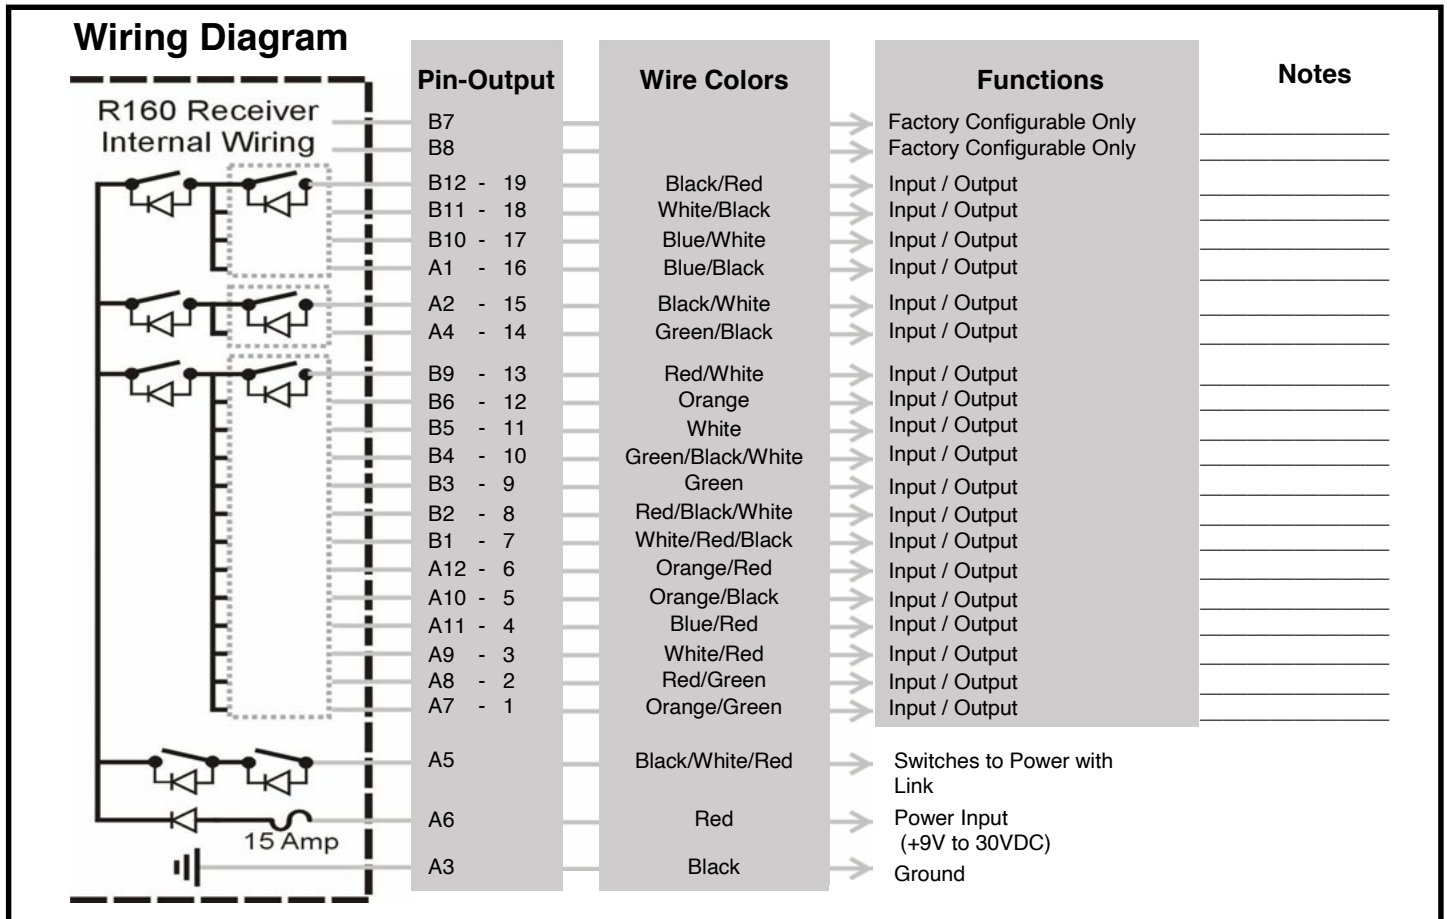 Wiring Diagram
Pin-Output Wire Colors Functions Notes
R160 Receiver
Internal Wiring
B7 Factory Configurable Only
B8 Factory Configurable Only
B12 - 19 Black/Red Input / Output
B11 - 18 White/Black Input / Output
B10 - 17 Blue/White Input / Output
A1 - 16 Blue/Black Input / Output
A2 - 15 Black/White Input / Output
A4 - 14 Green/Black Input / Output
B9 - 13 Red/White Input / Output
B6 - 12 Orange Input / Output
B5 - 11 White Input / Output
B4 - 10 Green/Black/White Input / Output
B3 - 9 Green Input / Output
B2 - 8 Red/Black/White Input / Output
B1 - 7 White/Red/Black Input / Output
A12 - 6 Orange/Red Input / Output
A10 - 5 Orange/Black Input / Output
A11 - 4 Blue/Red Input / Output
A9 - 3 White/Red Input / Output
A8 - 2 Red/Green Input / Output
A7 - 1 Orange/Green Input / Output
A5 Black/White/Red Switches to Power with
Link
A6 Red Power Input
15 Amp (+9V to 30VDC)
A3 Black Ground